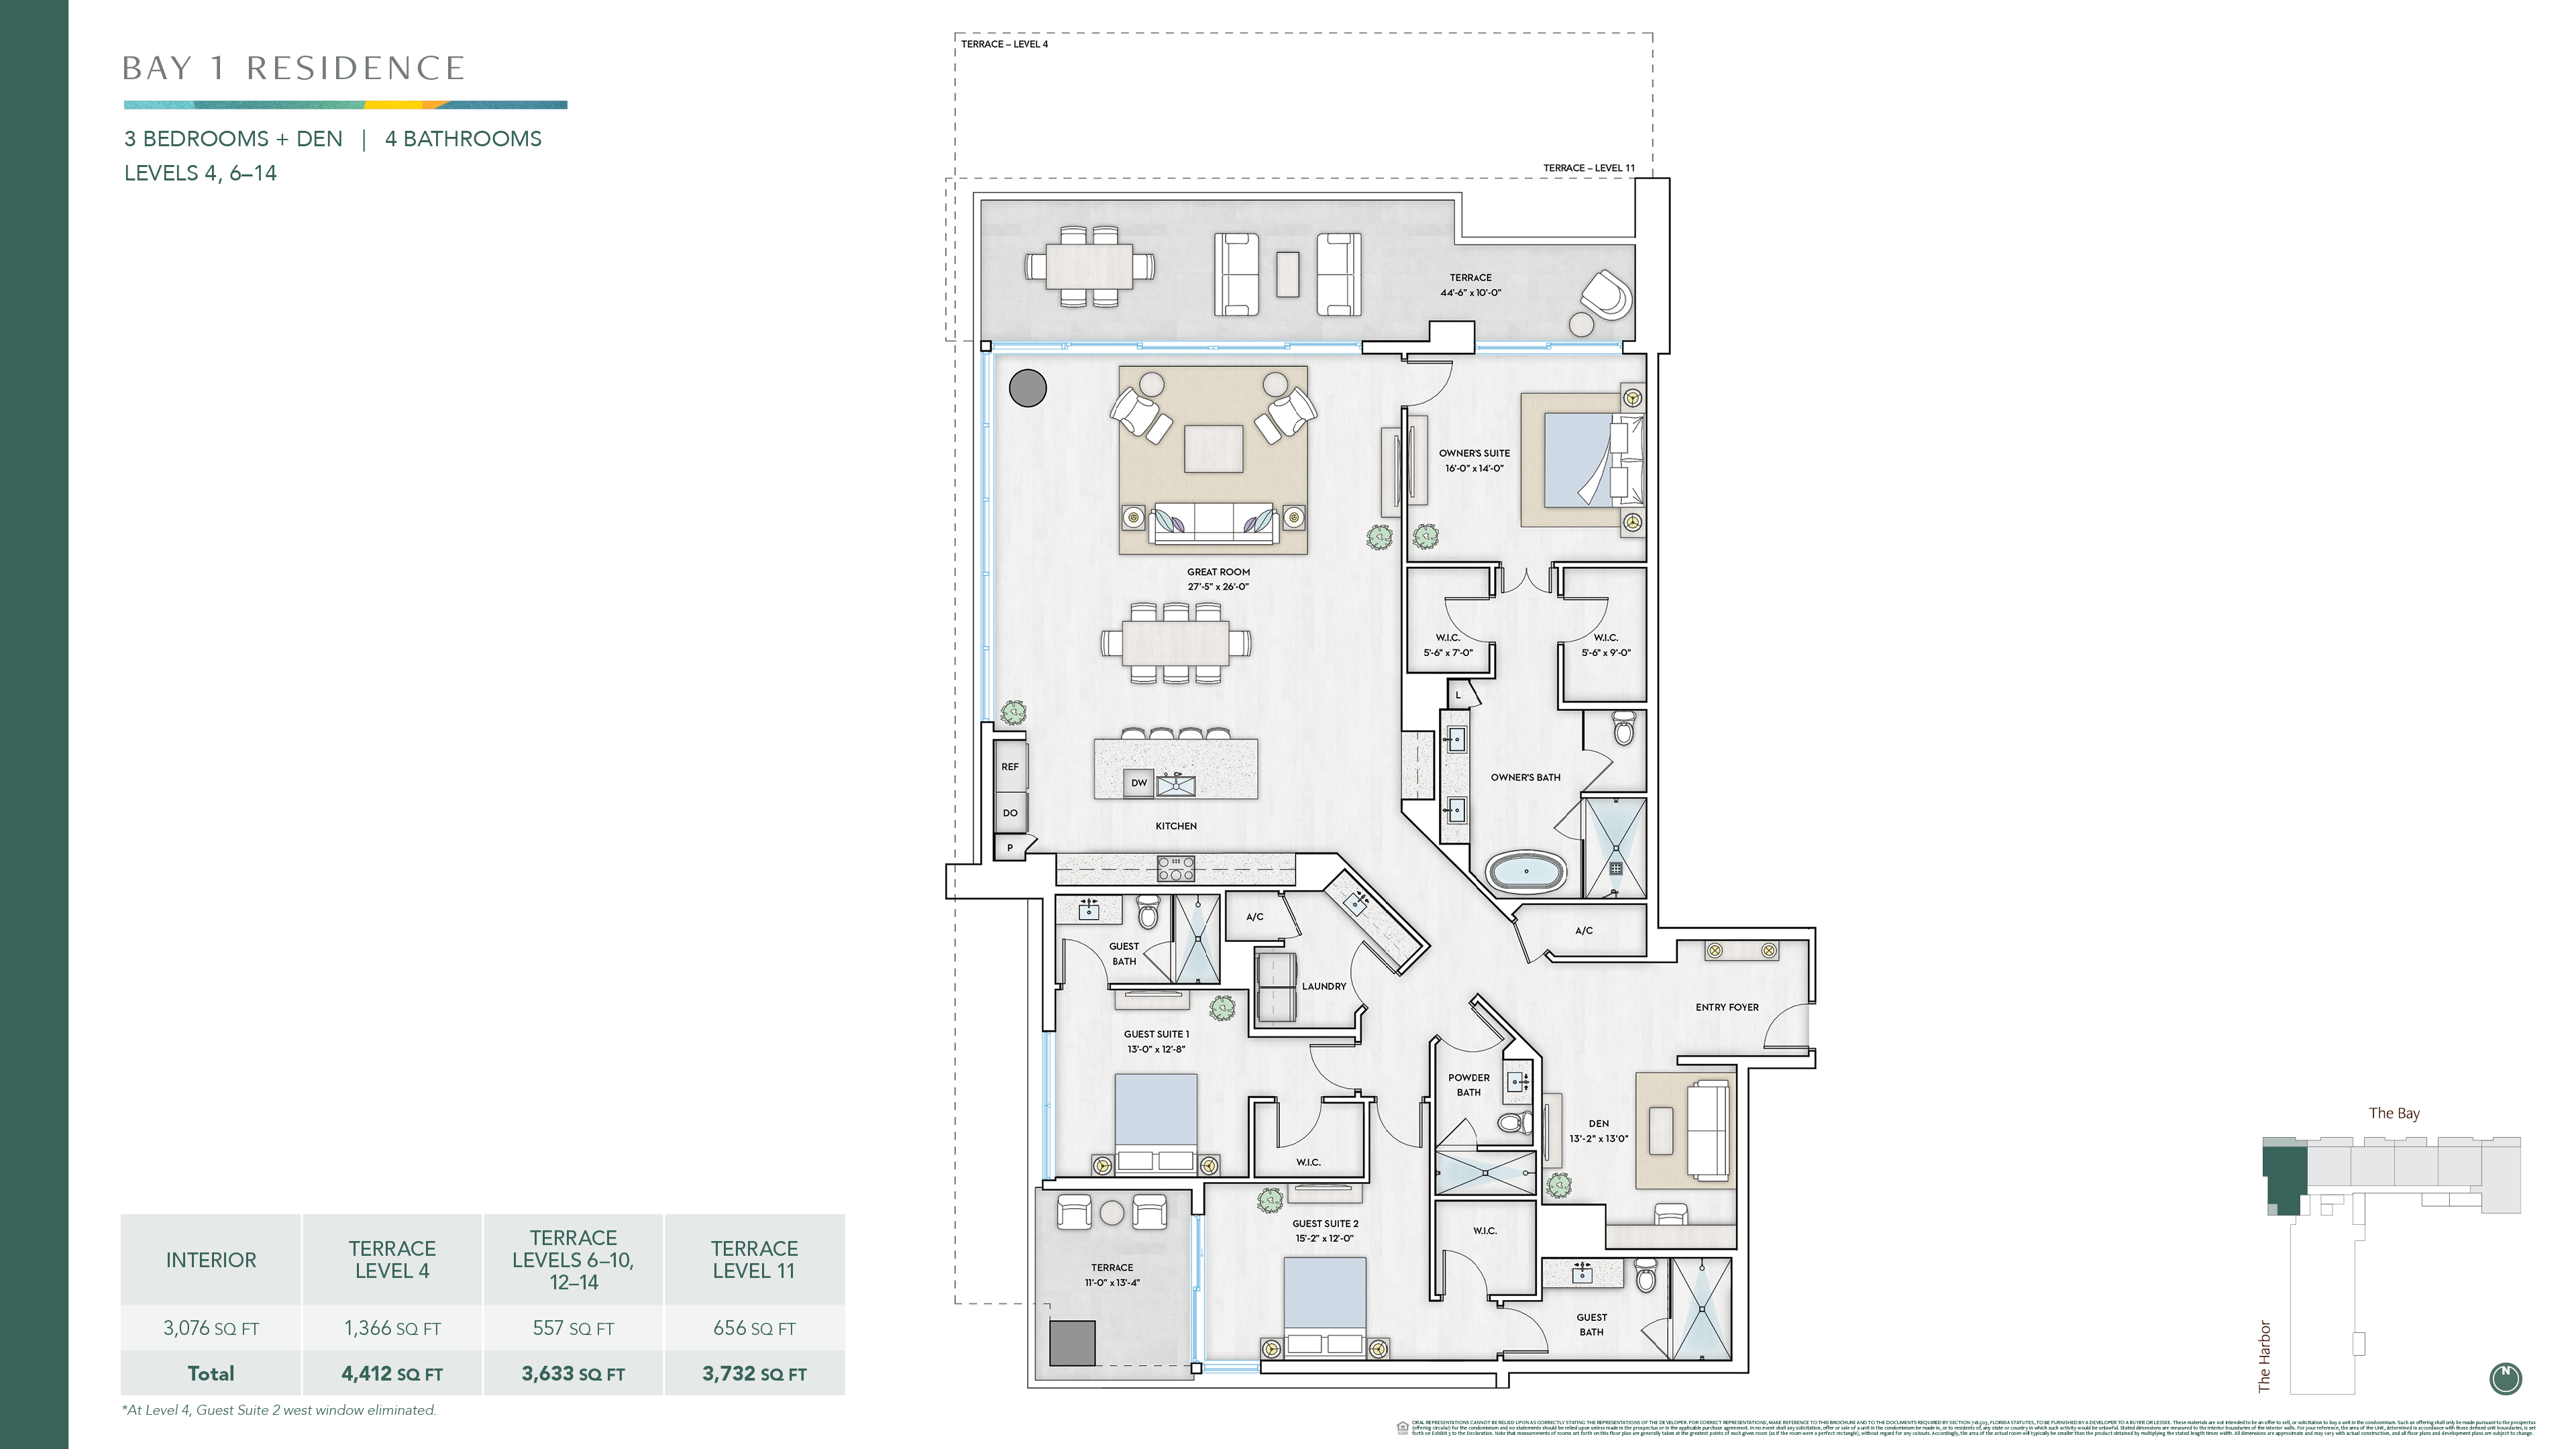 BAY 1 RESIDENCE
3 BEDROOMS + DEN | 4 BATHROOMS
LEVELS 4, 6–14
TERRACE – LEVEL 4
TERRACE – LEVEL 11
TERRACE
44'-6" x 10'-0"
OWNER'S SUITE
16'-0" x 14'-0"
GREAT ROOM
27'-5" x 26'-0"
W.I.C.
5'-6" x 7'-0"
W.I.C.
5'-6" x 9'-0"
L
REF
DW
DO
P
KITCHEN
OWNER'S BATH
A/C
A/C
GUEST
BATH
LAUNDRY
ENTRY FOYER
GUEST SUITE 1
13'-0" x 12'-8"
POWDER
BATH
DEN
13'-2" x 13'0"
W.I.C.
GUEST SUITE 2
15'-2" x 12'-0"
W.I.C.
TERRACE
11'-0" x 13'-4"
GUEST
BATH
INTERIOR
TERRACE
LEVEL 4
TERRACE
LEVELS 6–10,
12–14
TERRACE
LEVEL 11
3,076 SQ FT
1,366 SQ FT
557 SQ FT
656 SQ FT
Total
4,412 SQ FT
3,633 SQ FT
3,732 SQ FT
*At Level 4, Guest Suite 2 west window eliminated.
The Bay
The Harbor
N